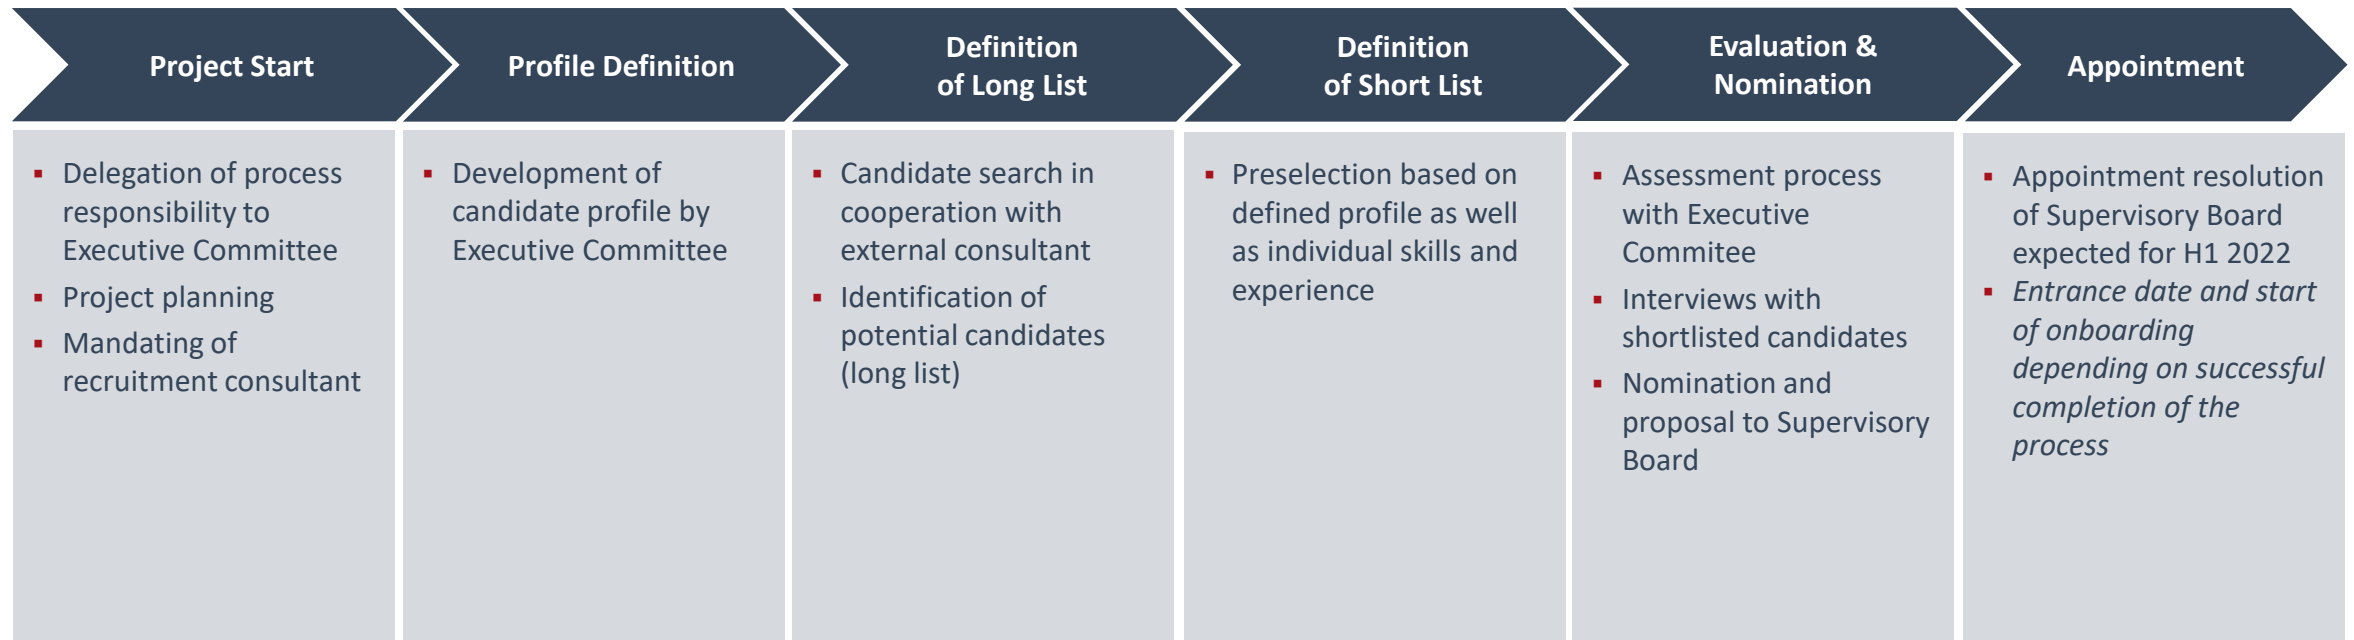 Project Start
▪ Delegation of process
responsibility to
Executive Committee
▪ Project planning
▪ Mandating of
recruitment consultant
Profile Definition
▪ Development of
candidate profile by
Executive Committee
Definition
of Long List
▪ Candidate search in
cooperation with
external consultant
▪ Identification of
potential candidates
(long list)
Definition
of Short List
▪ Preselection based on
defined profile as well
as individual skills and
experience
Evaluation &
Nomination
▪ Assessment process
with Executive
Commitee
▪ Interviews with
shortlisted candidates
▪ Nomination and
proposal to Supervisory
Board
Appointment
▪ Appointment resolution
of Supervisory Board
expected for H1 2022
▪ Entrance date and start
of onboarding
depending on successful
completion of the
process